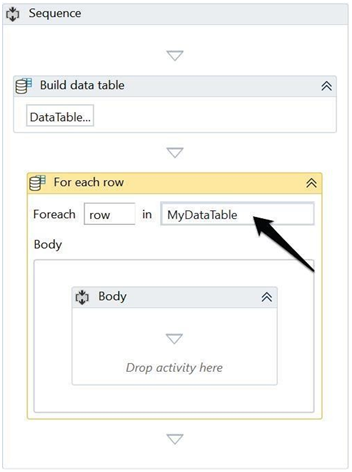 Sequence
Build data table
DataTable...
For each row
Foreach row in MyDataTable
Body
Body
Drop activity here